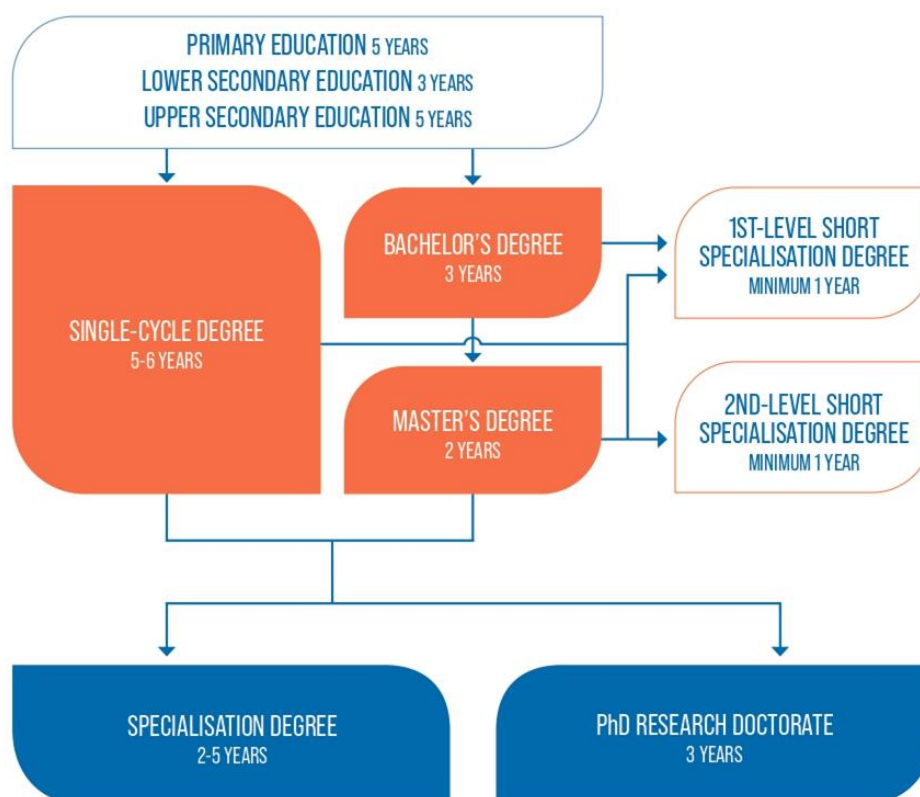 PRIMARY EDUCATION 5 YEARS
LOWER SECONDARY EDUCATION 3 YEARS
UPPER SECONDARY EDUCATION 5 YEARS
SINGLE-CYCLE DEGREE
5-6 YEARS
BACHELOR'S DEGREE
3 YEARS
1ST-LEVEL SHORT
SPECIALISATION DEGREE
MINIMUM 1 YEAR
MASTER'S DEGREE
2 YEARS
2ND-LEVEL SHORT
SPECIALISATION DEGREE
MINIMUM 1 YEAR
SPECIALISATION DEGREE
2-5 YEARS
PhD RESEARCH DOCTORATE
3 YEARS